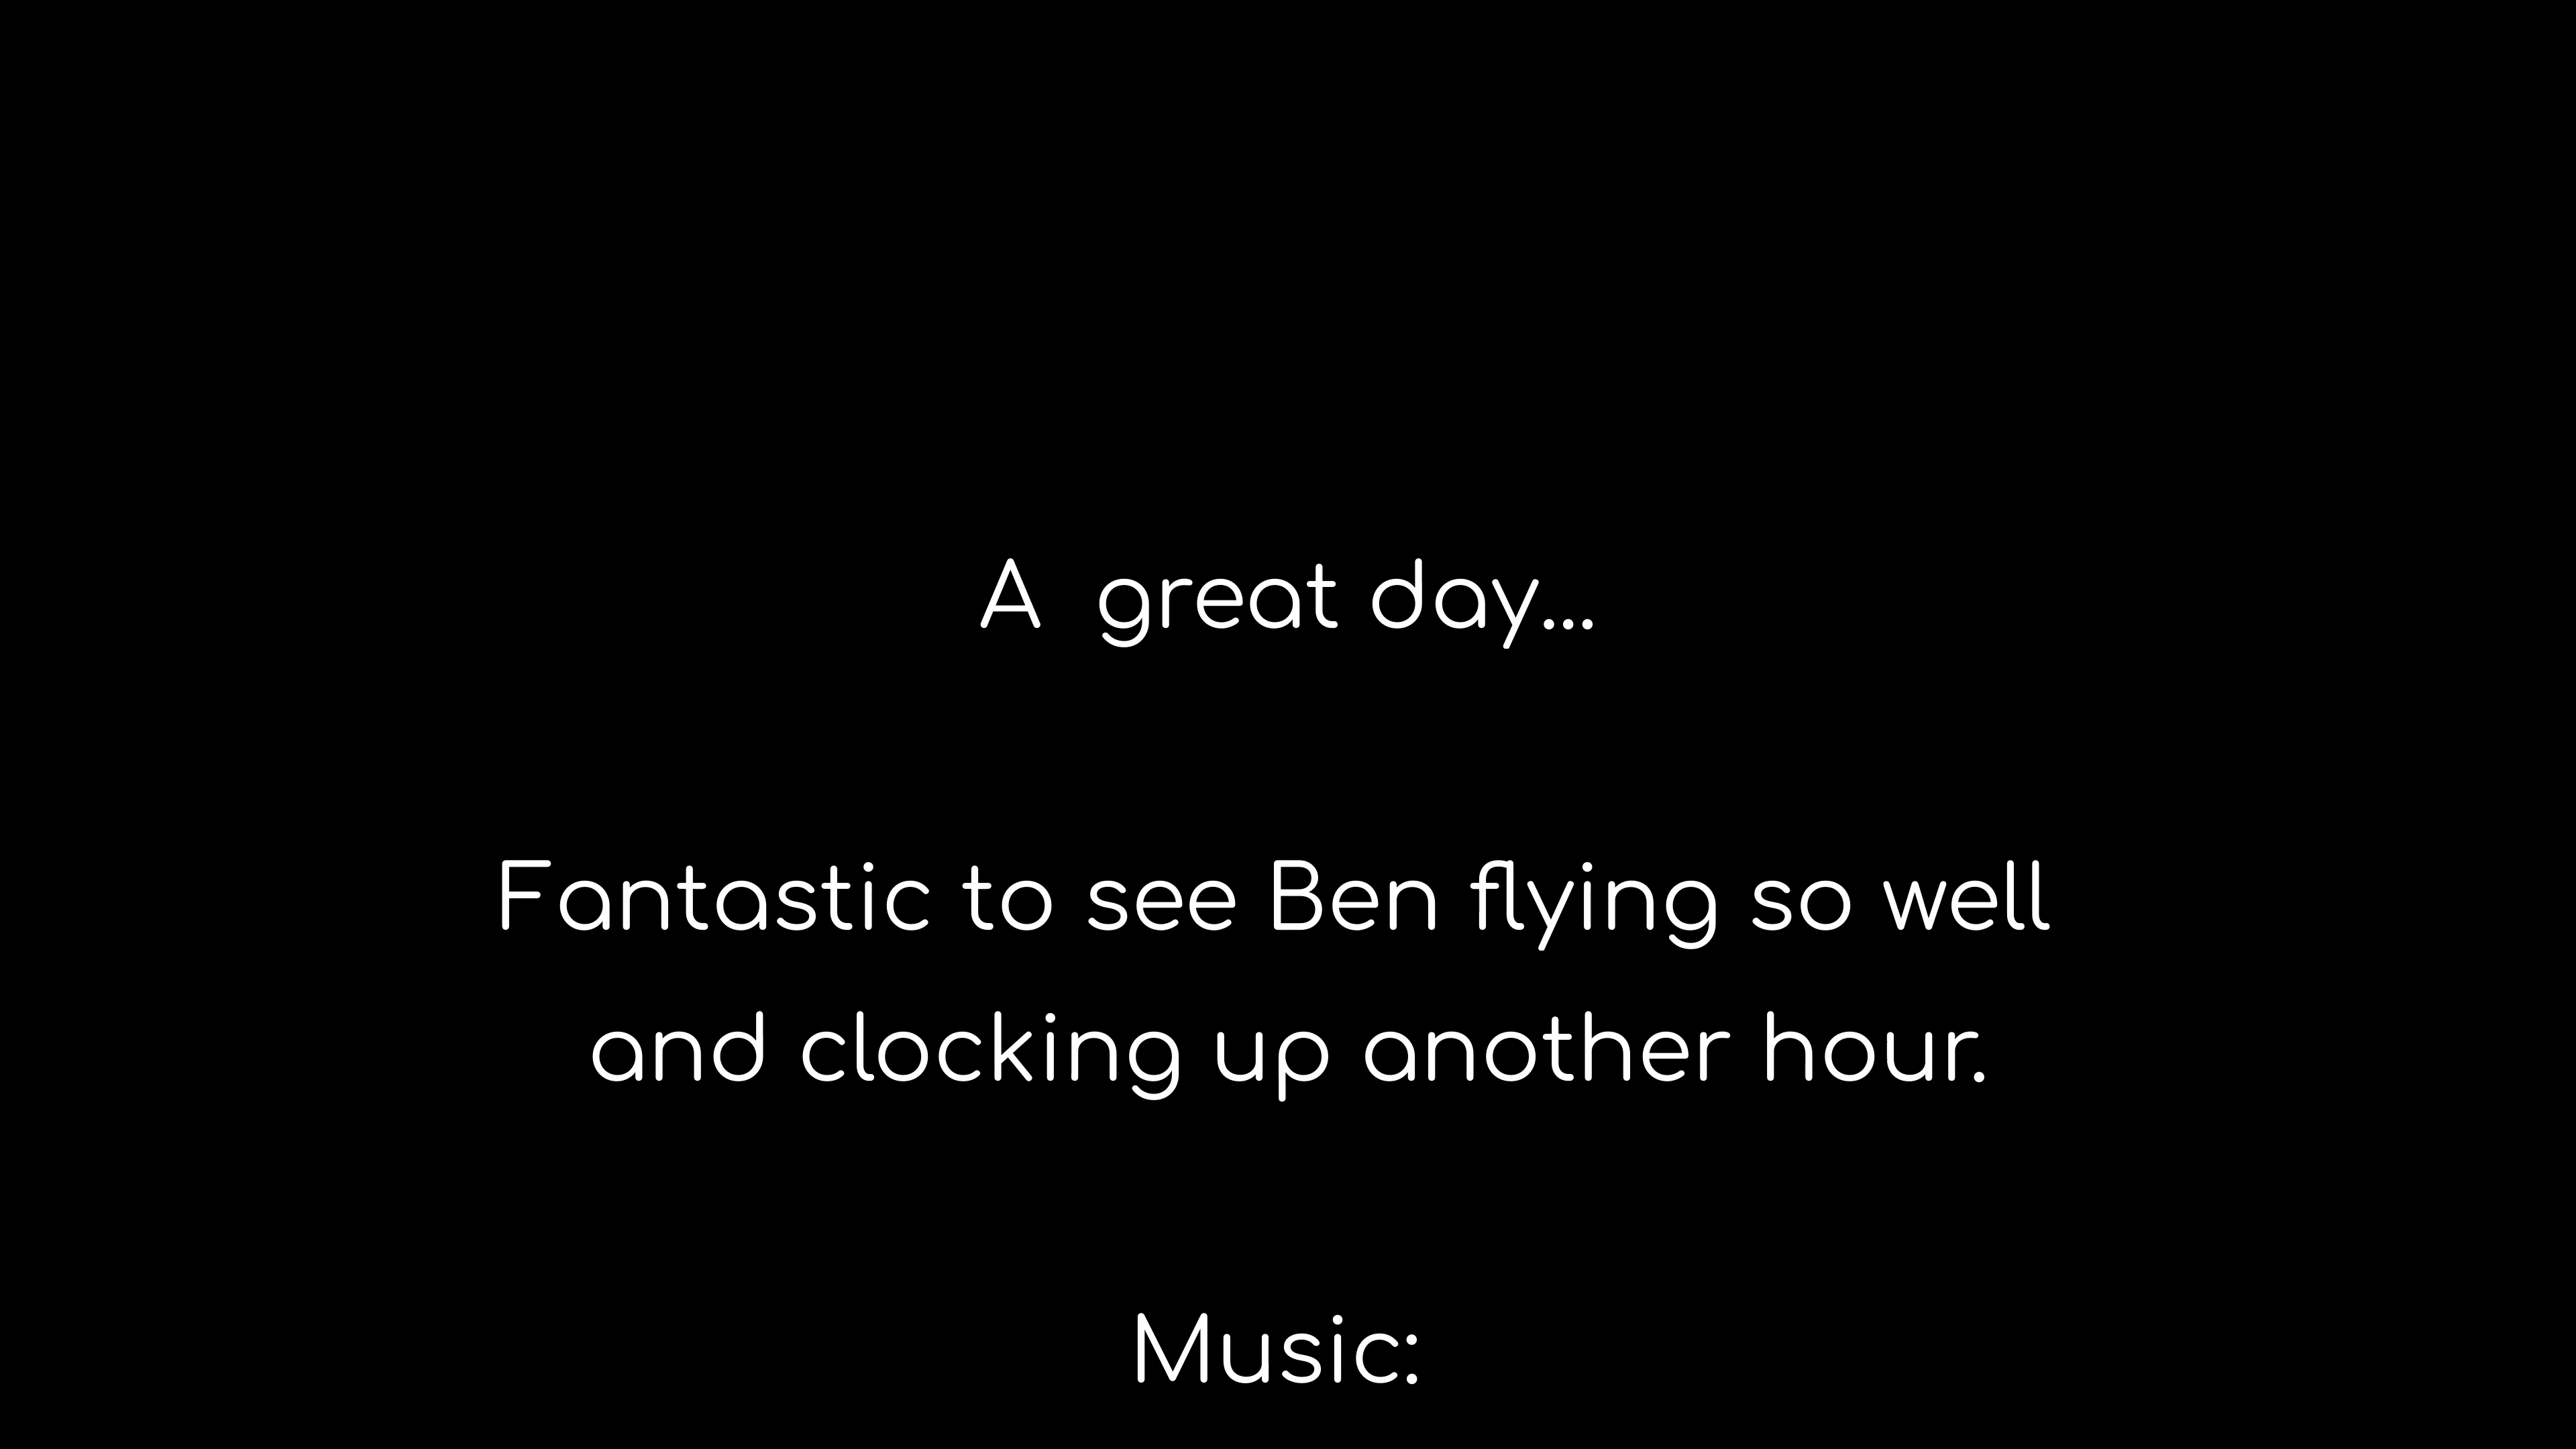 A  great day...
Fantastic to see Ben flying so well
and clocking up another hour.
Music: